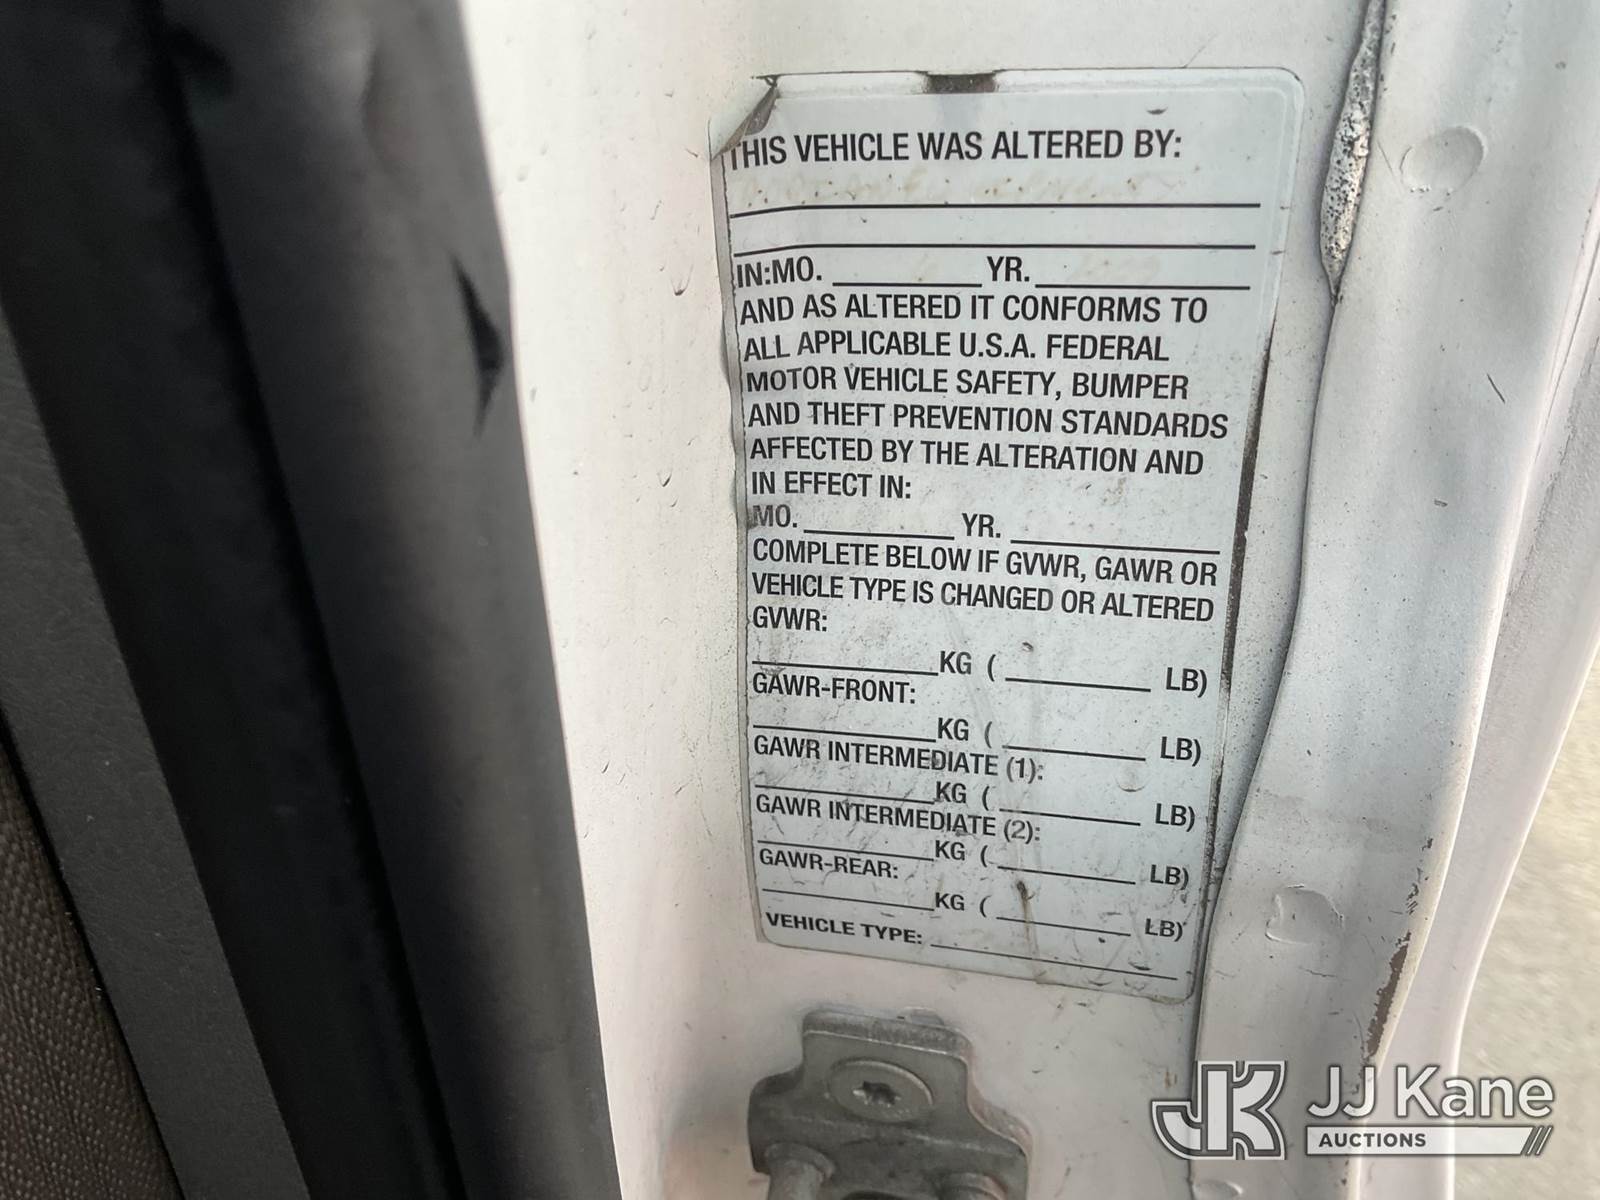 THIS VEHICLE WAS ALTERED BY:
IN:MO. YR.
AND AS ALTERED IT CONFORMS TO
ALL APPLICABLE U.S.A. FEDERAL
MOTOR VEHICLE SAFETY, BUMPER
AND THEFT PREVENTION STANDARDS
AFFECTED BY THE ALTERATION AND
IN EFFECT IN:
MO. YR.
COMPLETE BELOW IF GVWR, GAWR OR
VEHICLE TYPE IS CHANGED OR ALTERED
GVWR:
KG ( LB)
GAWR-FRONT:
KG ( LB)
GAWR INTERMEDIATE (1):
KG ( LB)
GAWR INTERMEDIATE (2):
KG ( LB)
GAWR-REAR:
KG ( LB)
VEHICLE TYPE:
JK JJ Kane
AUCTIONS